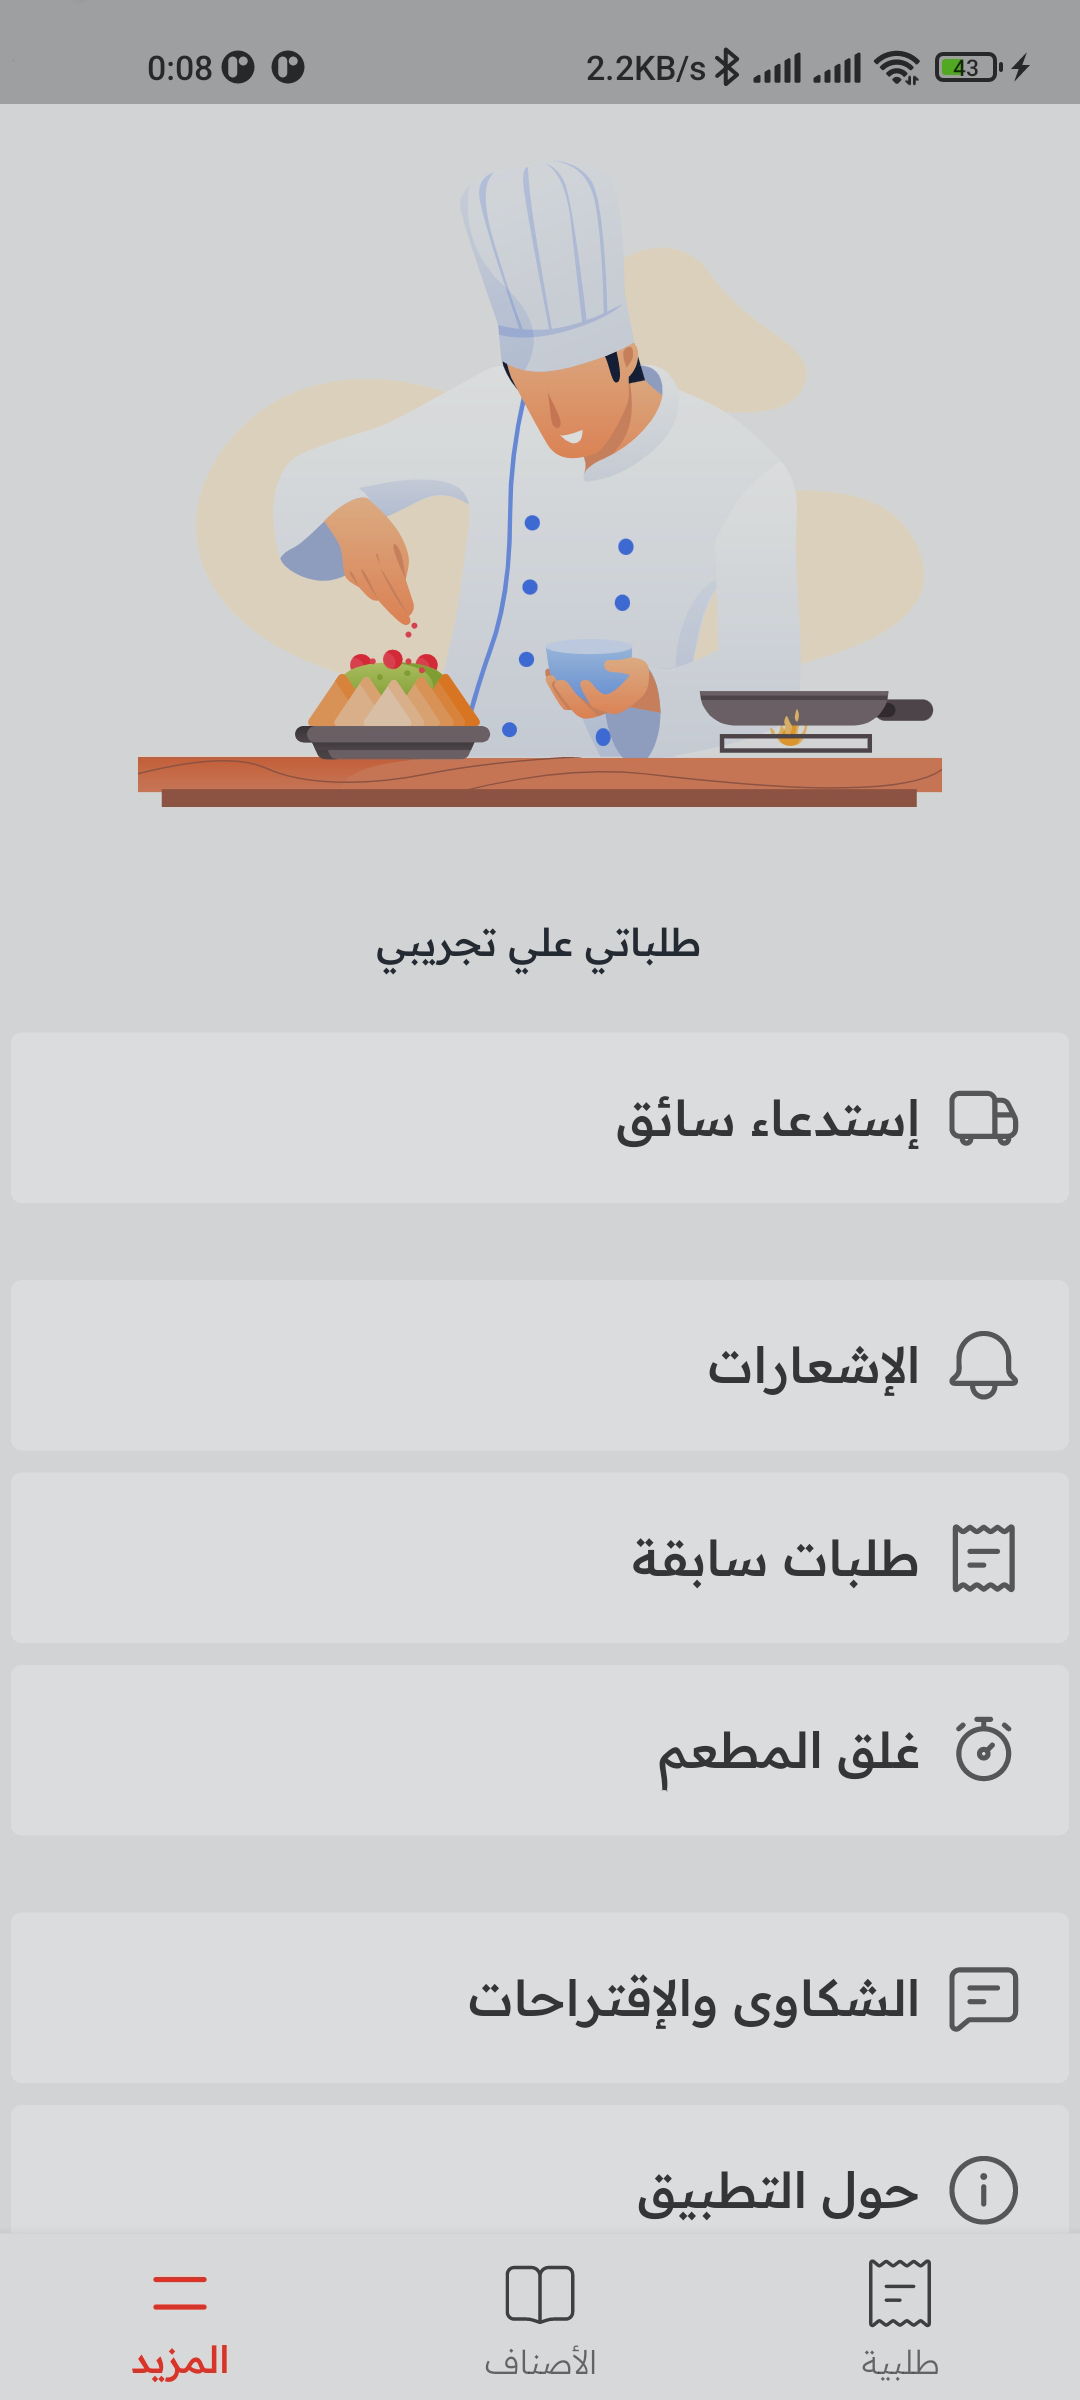 0:08 2.2KB/s 43
طلباتي علي تجريبي
إستدعاء سائق
الإشعارات
طلبات سابقة
غلق المطعم
الشكاوى والإقتراحات
حول التطبيق
طلبية
الأصناف
المزيد